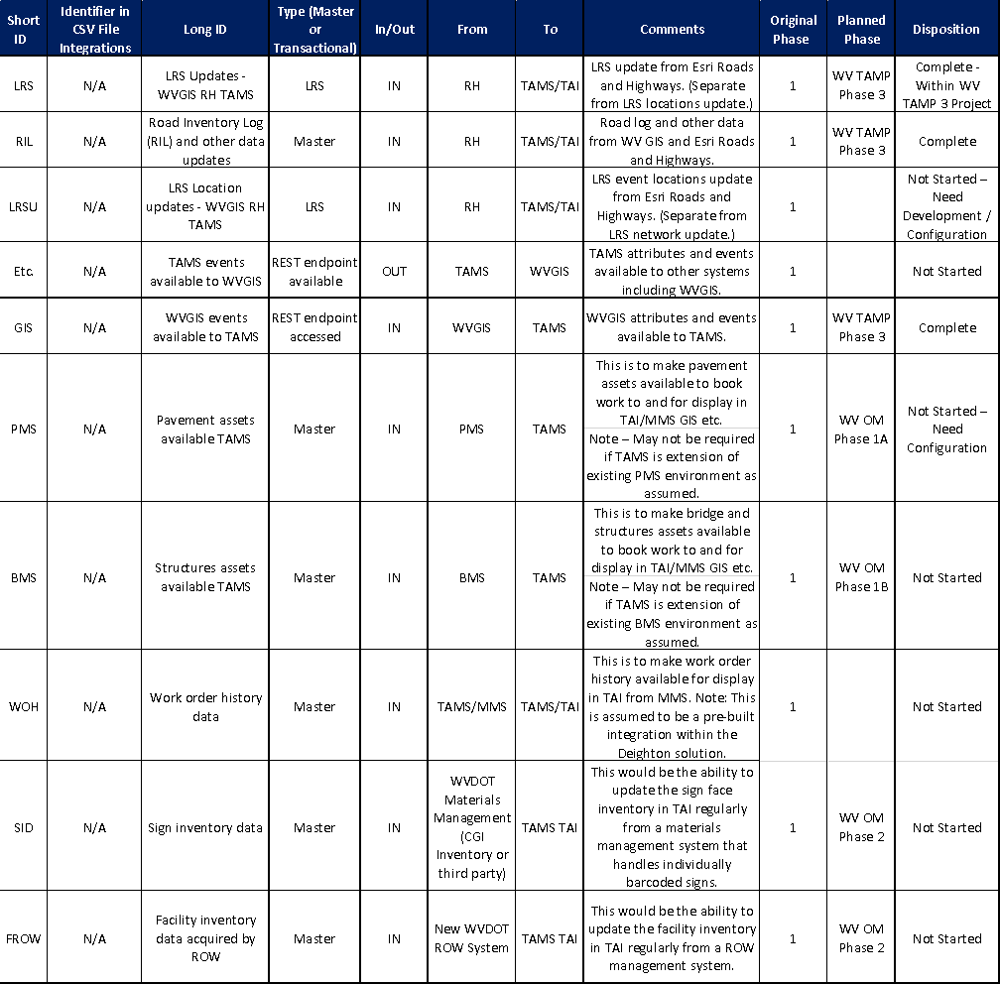 Short ID
Identifier in CSV File Integrations
Long ID
Type (Master or Transactional)
In/Out
From
To
Comments
Original Phase
Planned Phase
Disposition
LRS
N/A
LRS Updates -
WVGIS RH TAMS
LRS
IN
RH
TAMS/TAI
LRS update from Esri Roads
and Highways. (Separate
from LRS locations update.)
1
WV TAMP
Phase 3
Complete -
Within WV
TAMP 3 Project
RIL
N/A
Road Inventory Log
(RIL) and other data
updates
Master
IN
RH
TAMS/TAI
Road log and other data
from WV GIS and Esri Roads
and Highways.
1
WV TAMP
Phase 3
Complete
LRSU
N/A
LRS Location
updates - WVGIS RH
TAMS
LRS
IN
RH
TAMS/TAI
LRS event locations update
from Esri Roads and
Highways. (Separate from
LRS network update.)
1
Not Started –
Need
Development /
Configuration
Etc.
N/A
TAMS events
available to WVGIS
REST endpoint
available
OUT
TAMS
WVGIS
TAMS attributes and events
available to other systems
including WVGIS.
1
Not Started
GIS
N/A
WVGIS events
available to TAMS
REST endpoint
accessed
IN
WVGIS
TAMS
WVGIS attributes and events
available to TAMS.
1
WV TAMP
Phase 3
Complete
PMS
N/A
Pavement assets
available TAMS
Master
IN
PMS
TAMS
This is to make pavement
assets available to book
work to and for display in
TAI/MMS GIS etc.
Note – May not be required
if TAMS is extension of
existing PMS environment as
assumed.
1
WV OM
Phase 1A
Not Started –
Need
Configuration
BMS
N/A
Structures assets
available TAMS
Master
IN
BMS
TAMS
This is to make bridge and
structures assets available
to book work to and for
display in TAI/MMS GIS etc.
Note – May not be required
if TAMS is extension of
existing BMS environment as
assumed.
1
WV OM
Phase 1B
Not Started
WOH
N/A
Work order history
data
Master
IN
TAMS/MMS
TAMS/TAI
This is to make work order
history available for display
in TAI from MMS. Note: This
is assumed to be a pre-built
integration within the
Deighton solution.
1
Not Started
SID
N/A
Sign inventory data
Master
IN
WVDOT
Materials
Management
(CGI
Inventory or
third party)
TAMS TAI
This would be the ability to
update the sign face
inventory in TAI regularly
from a materials
management system that
handles individually
barcoded signs.
1
WV OM
Phase 2
Not Started
FROW
N/A
Facility inventory
data acquired by
ROW
Master
IN
New WVDOT
ROW System
TAMS TAI
This would be the ability to
update the facility inventory
in TAI regularly from a ROW
management system.
1
WV OM
Phase 2
Not Started